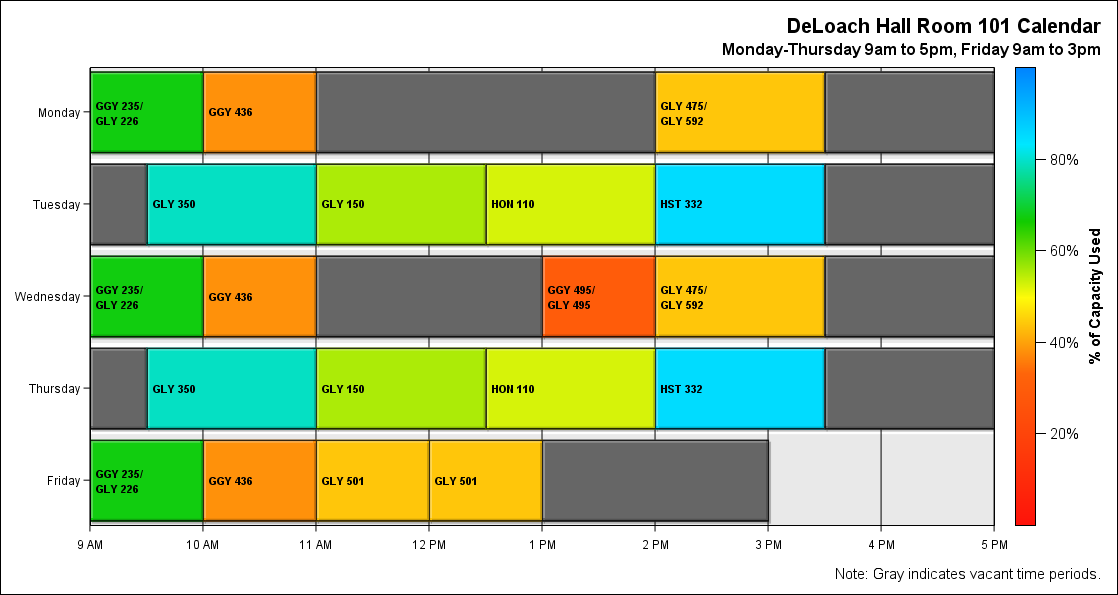 DeLoach Hall Room 101 Calendar
Monday-Thursday 9am to 5pm, Friday 9am to 3pm
Monday
GGY 235/
GLY 226
GGY 436
GLY 475/
GLY 592
Tuesday
GLY 350
GLY 150
HON 110
HST 332
Wednesday
GGY 235/
GLY 226
GGY 436
GGY 495/
GLY 495
GLY 475/
GLY 592
Thursday
GLY 350
GLY 150
HON 110
HST 332
Friday
GGY 235/
GLY 226
GGY 436
GLY 501
GLY 501
9 AM
10 AM
11 AM
12 PM
1 PM
2 PM
3 PM
4 PM
5 PM
80%
60%
40%
20%
% of Capacity Used
Note: Gray indicates vacant time periods.